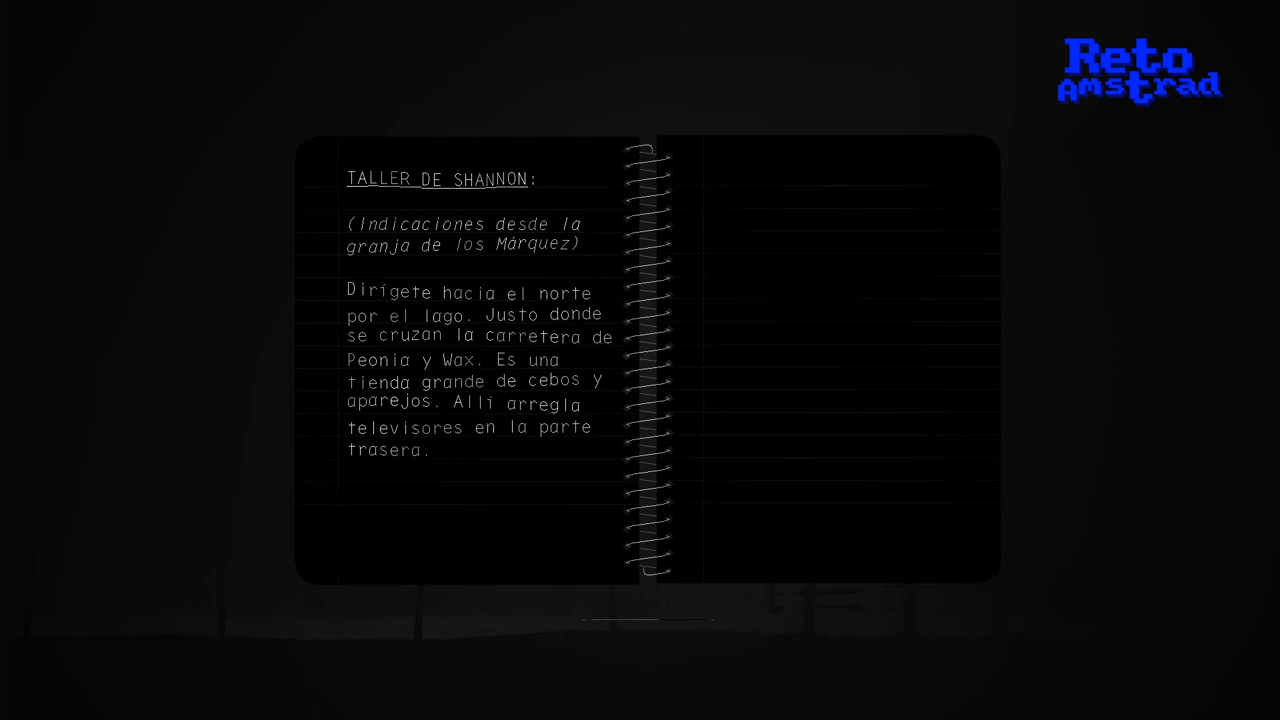 Reto
Amstrad
TALLER DE SHANNON:
(Indicaciones desde la
granja de los Márquez)
Dirígete hacia el norte
por el lago. Justo donde
se cruzan la carretera de
Peonia y Wax. Es una
tienda grande de cebos y
aparejos. Allí arregla
televisores en la parte
trasera.